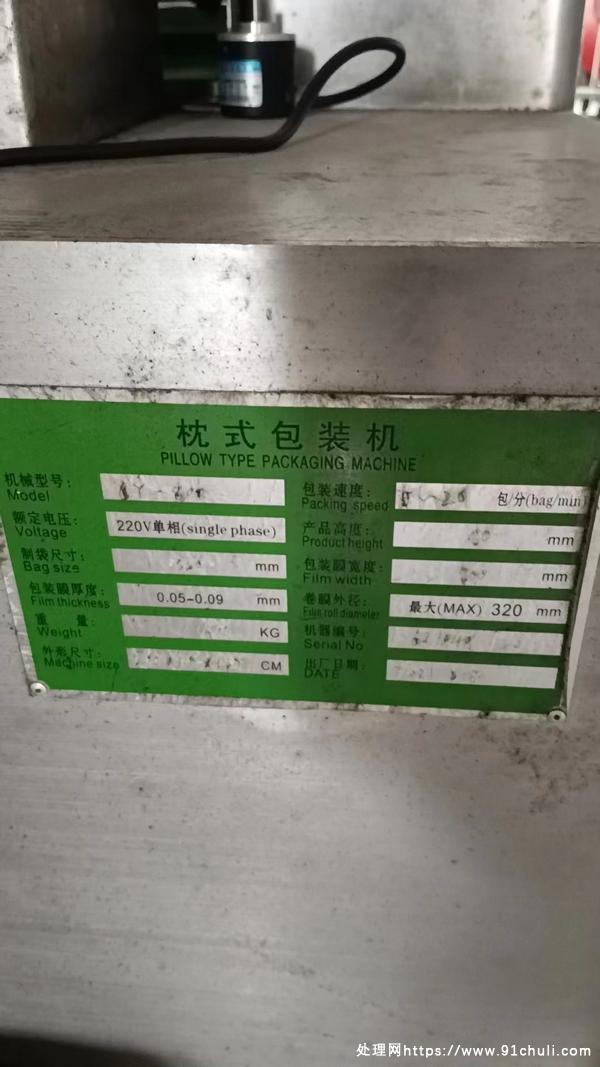 枕式包装机
PILLOW TYPE PACKAGING MACHINE
机械型号:
Model
包装速度: 包/分(bag/min)
Packing speed
额定电压: 220V单相(single phase)
Voltage
产品高度: mm
Product height
制袋尺寸: mm
Bag size
包装膜宽度: mm
Film width
包装膜厚度: 0.05-0.09 mm
Film thickness
卷膜外径: 最大(MAX) 320 mm
Film roll diameter
重 量: KG
Weight
机器编号:
Serial No
外形尺寸: CM
Machine size
出厂日期:
DATE
处理网https://www.91chuli.com